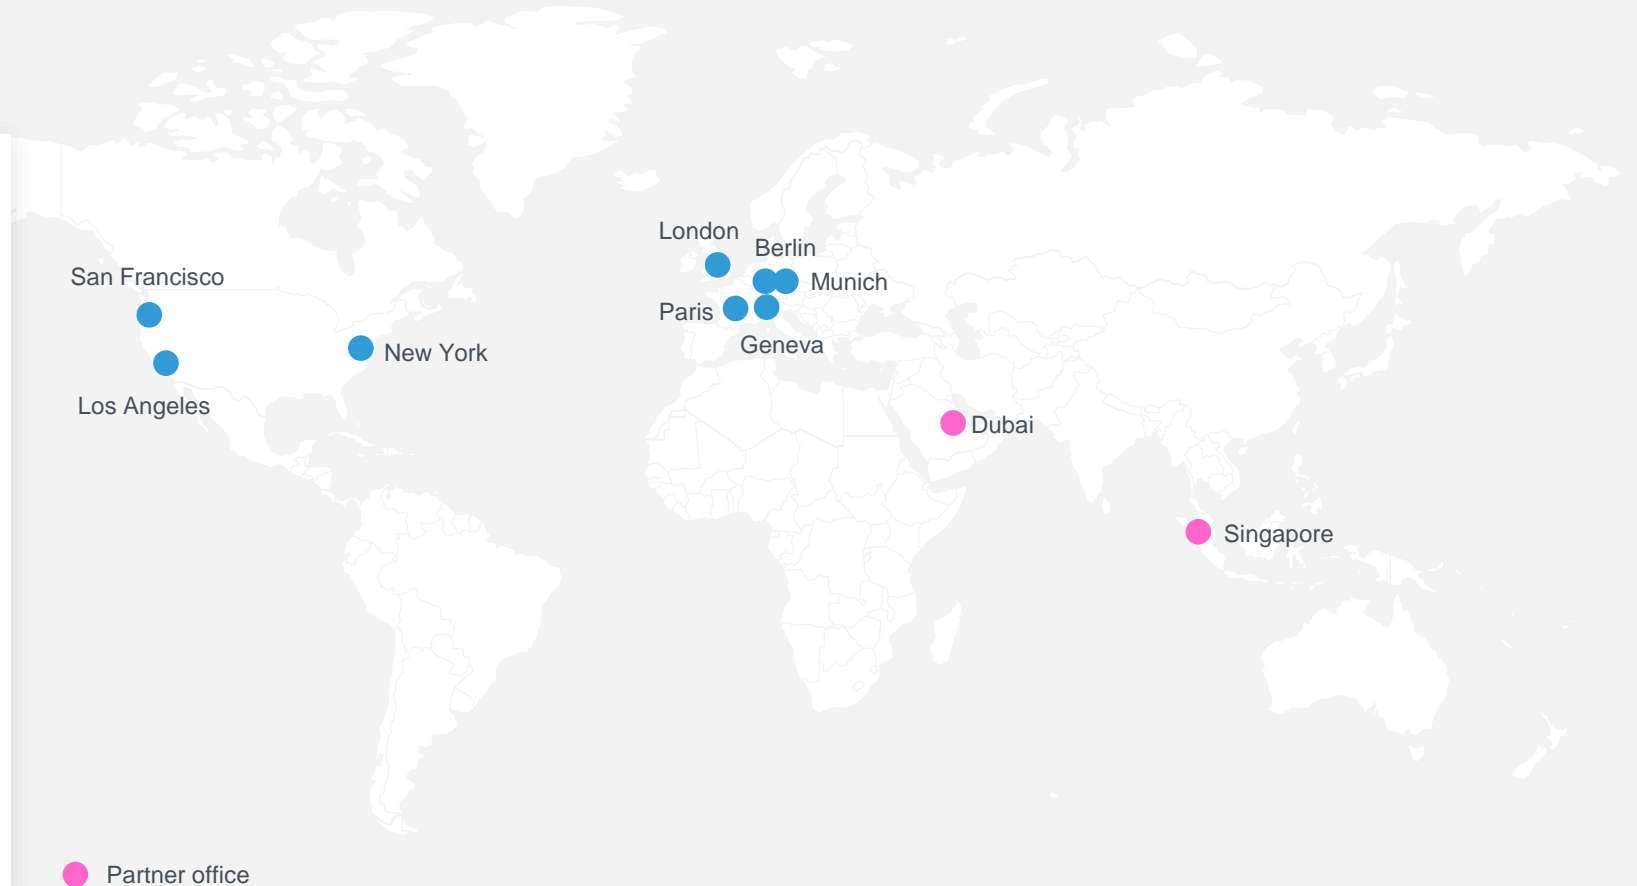 London
Berlin
San Francisco
Munich
Paris
Geneva
New York
Los Angeles
Dubai
Singapore
Partner office